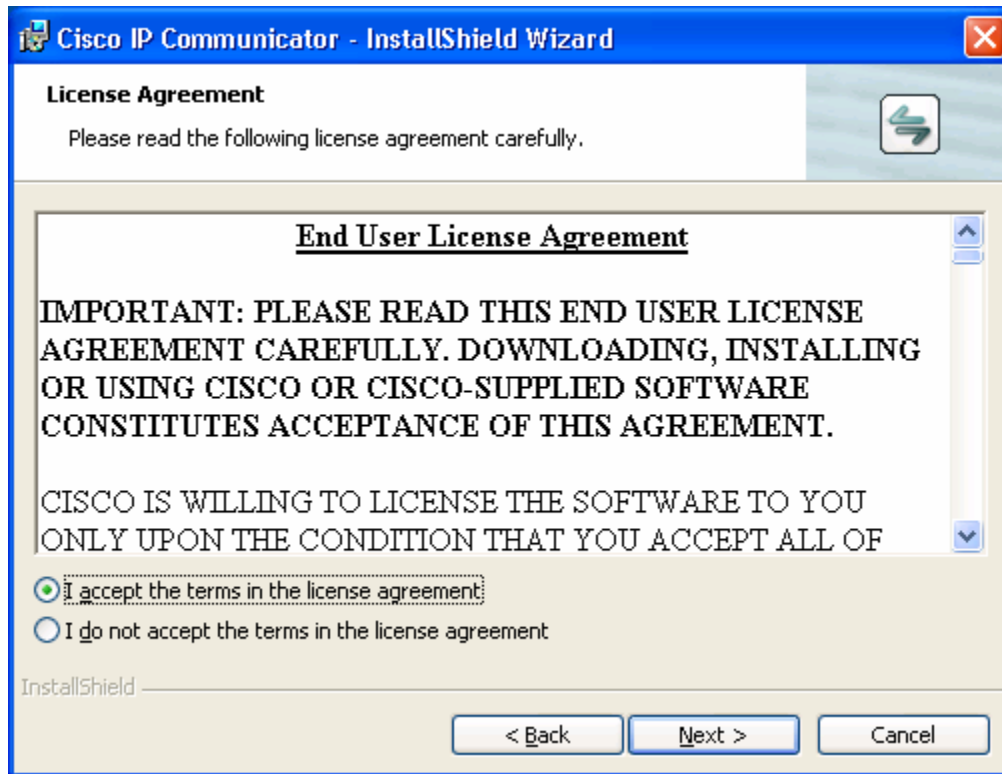 Cisco IP Communicator - InstallShield Wizard
License Agreement
Please read the following license agreement carefully.
End User License Agreement
IMPORTANT: PLEASE READ THIS END USER LICENSE
AGREEMENT CAREFULLY. DOWNLOADING, INSTALLING
OR USING CISCO OR CISCO-SUPPLIED SOFTWARE
CONSTITUTES ACCEPTANCE OF THIS AGREEMENT.
CISCO IS WILLING TO LICENSE THE SOFTWARE TO YOU
ONLY UPON THE CONDITION THAT YOU ACCEPT ALL OF
I accept the terms in the license agreement
I do not accept the terms in the license agreement
InstallShield
< Back Next > Cancel